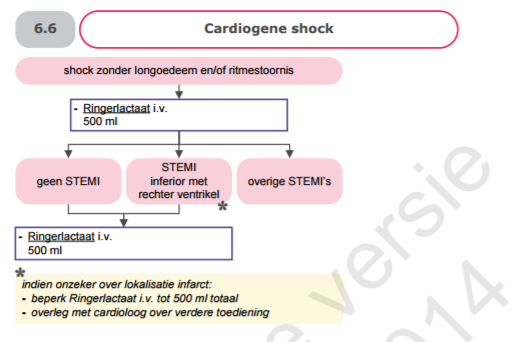 6.6 Cardiogene shock
shock zonder longoedeem en/of ritmestoornis
- Ringerlactaat i.v.
500 ml
geen STEMI
STEMI
inferior met
rechter ventrikel
*
overige STEMI's
- Ringerlactaat i.v.
500 ml
*
indien onzeker over lokalisatie infarct:
- beperk Ringerlactaat i.v. tot 500 ml totaal
- overleg met cardioloog over verdere toediening
e versie
2014